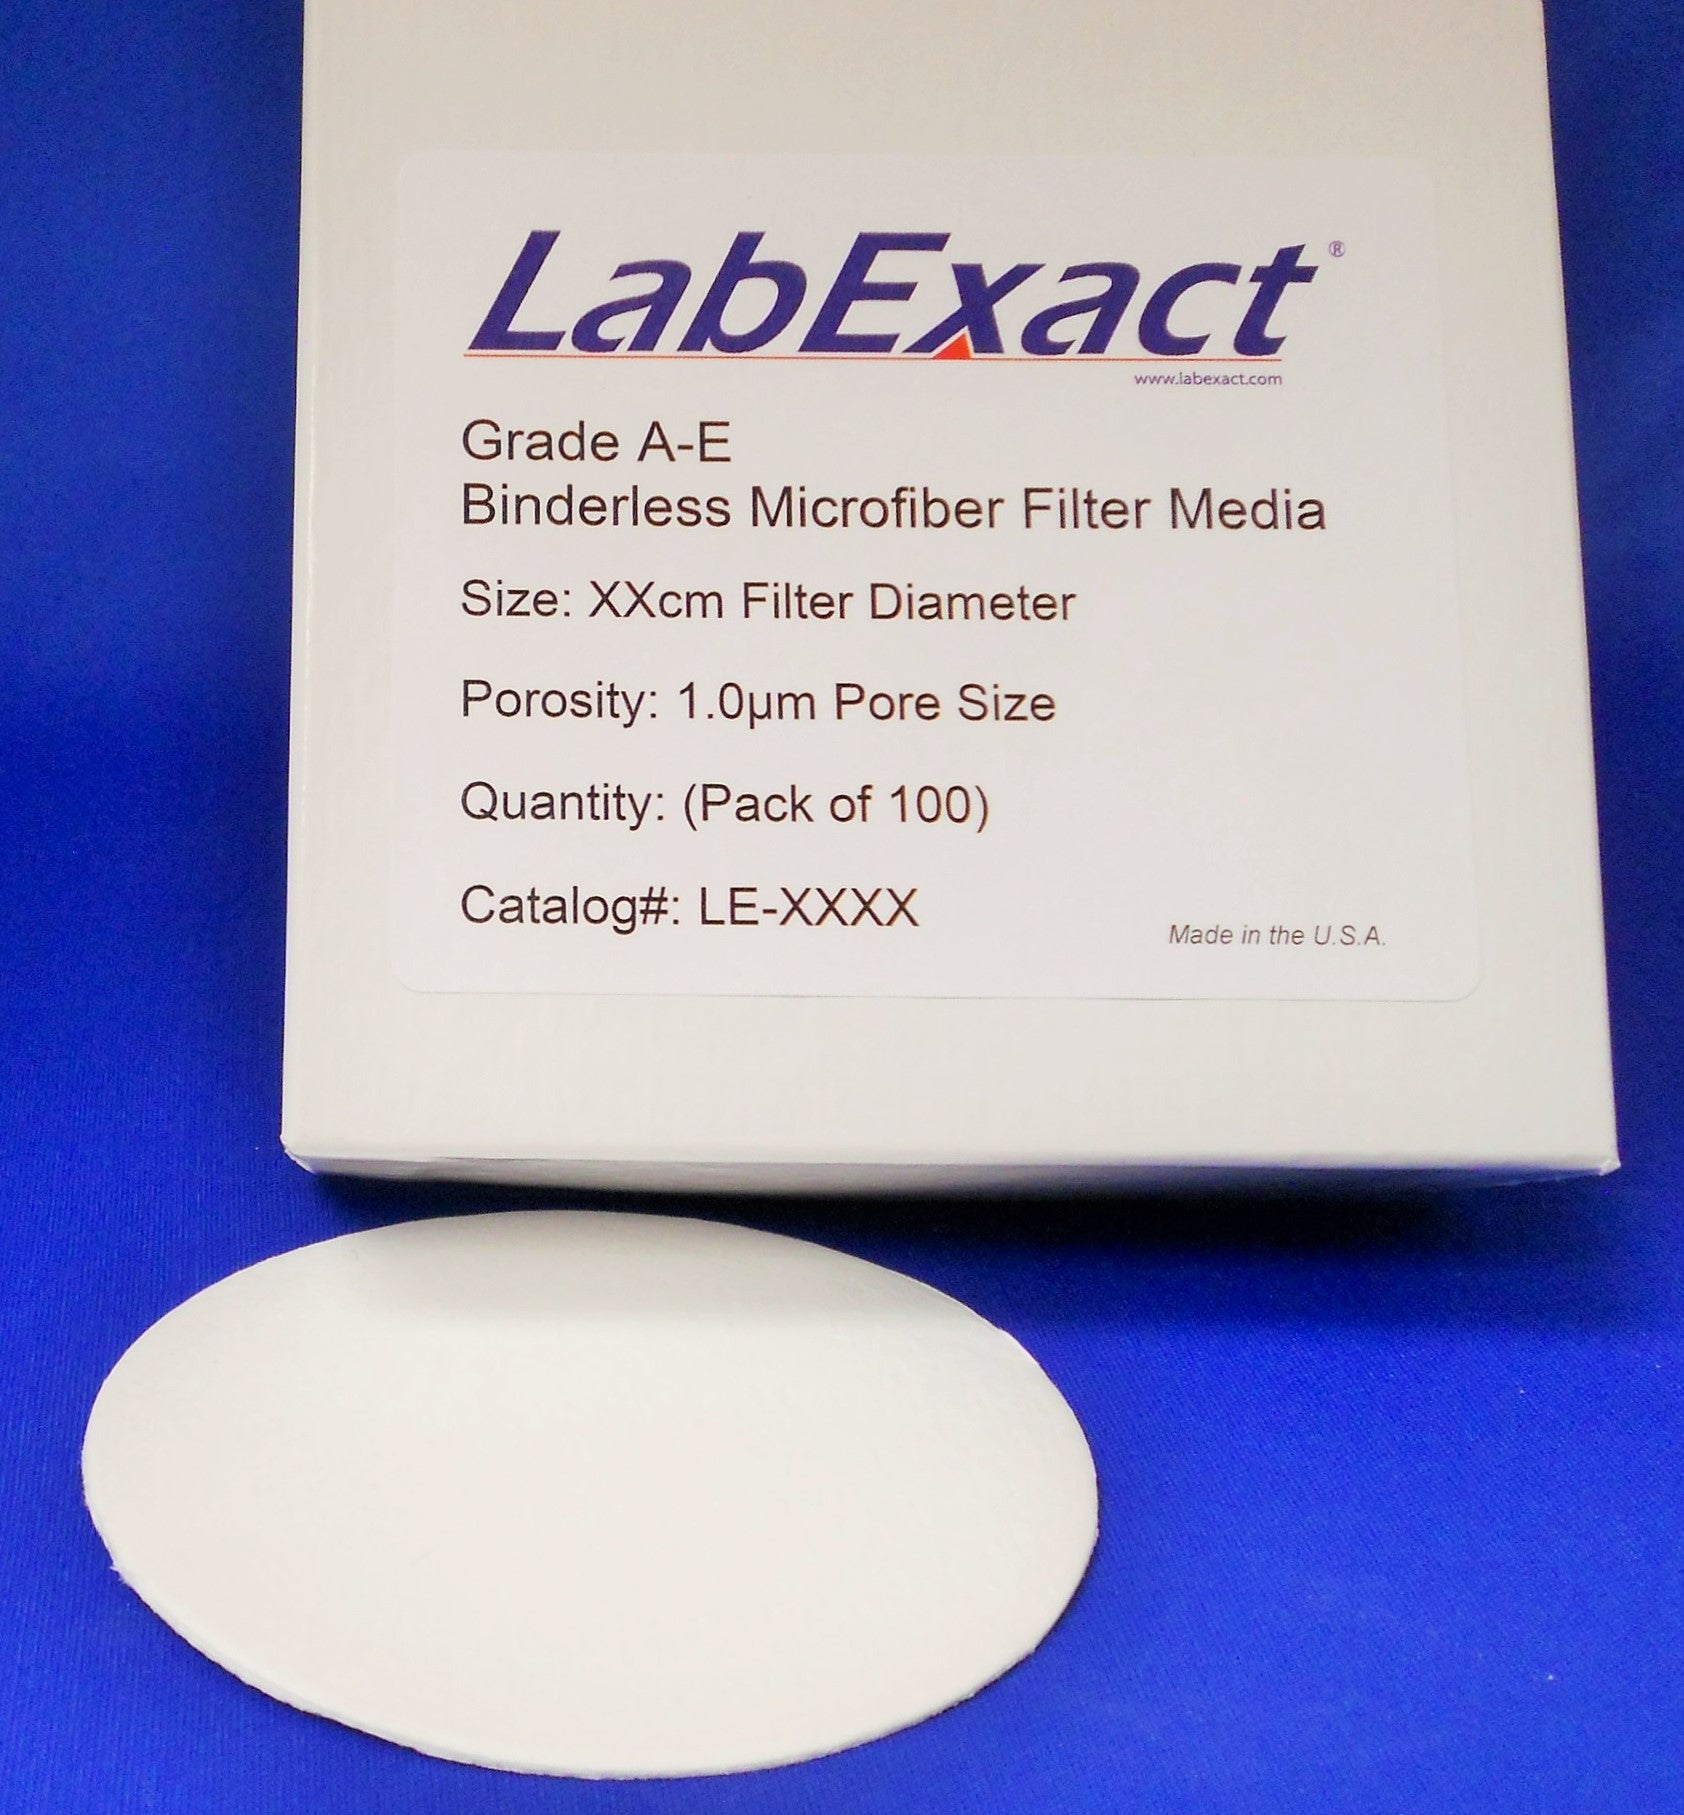 LabExact®
www.labexact.com
Grade A-E
Binderless Microfiber Filter Media
Size: XXcm Filter Diameter
Porosity: 1.0µm Pore Size
Quantity: (Pack of 100)
Catalog#: LE-XXXX
Made in the U.S.A.